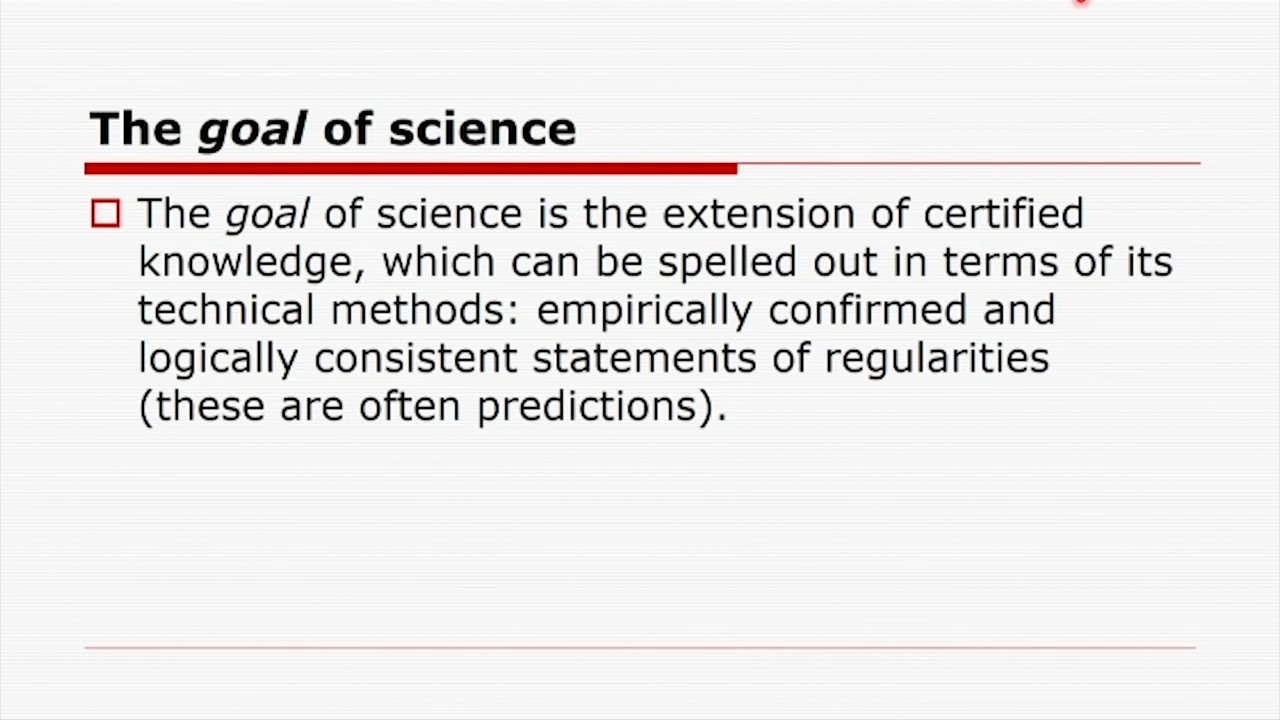 The goal of science
The goal of science is the extension of certified
knowledge, which can be spelled out in terms of its
technical methods: empirically confirmed and
logically consistent statements of regularities
(these are often predictions).